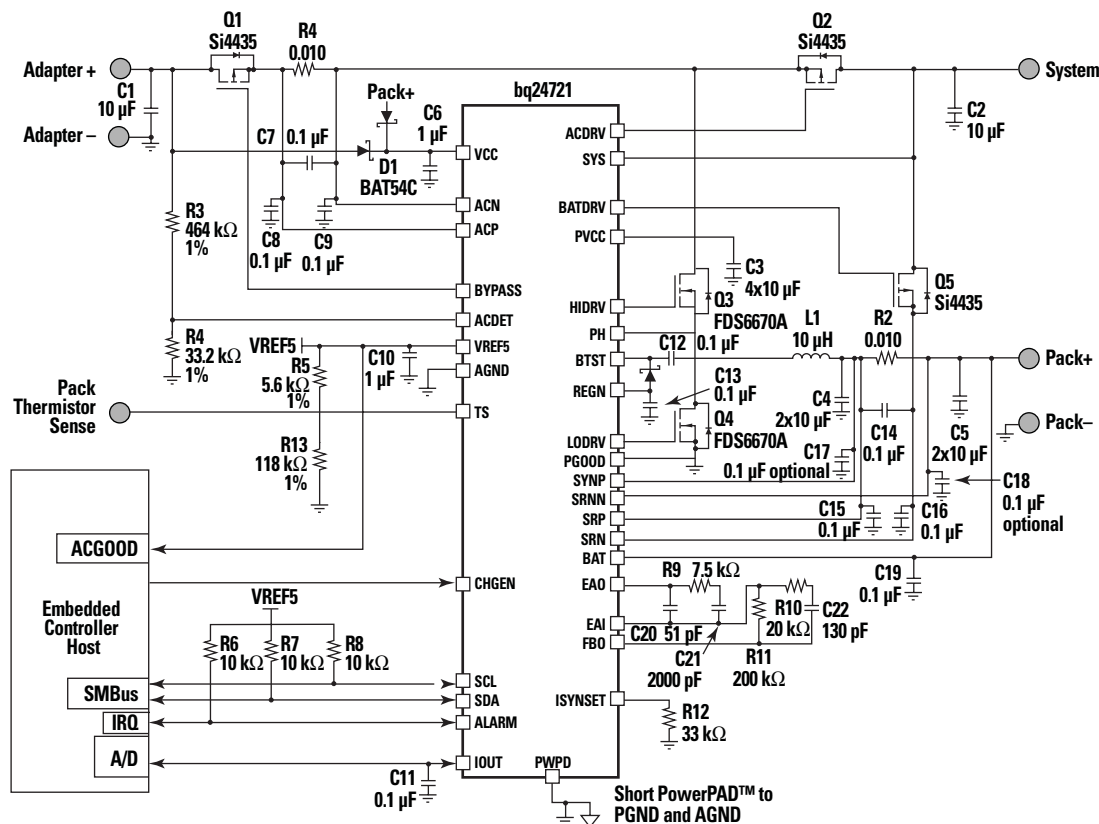 Q1
Si4435
R4
0.010
Q2
Si4435
Adapter +
System
C1
10 µF
Adapter –
Pack+
C6
1 µF
bq24721
C2
10 µF
C7
0.1 µF
ACDRV
VCC
SYS
D1
BAT54C
R3
464 kΩ
1%
ACN
BATDRV
ACP
PVCC
C8
0.1 µF
C9
0.1 µF
C3
4x10 µF
Q5
Si4435
BYPASS
HIDRV
Q3
FDS6670A
ACDET
PH
L1
10 µH
R2
0.010
R4
33.2 kΩ
1%
VREF5
C10
1 µF
VREF5
BTST
0.1 µF
C12
Pack+
R5
5.6 kΩ
1%
AGND
REGN
C13
0.1 µF
Pack
Thermistor
Sense
TS
C4
2x10 µF
C14
0.1 µF
C5
2x10 µF
Pack–
Q4
FDS6670A
LODRV
PGOOD
C17
0.1 µF optional
R13
118 kΩ
1%
SYNP
SRNN
C18
0.1 µF
optional
SRP
C15
0.1 µF
C16
0.1 µF
SRN
ACGOOD
BAT
C19
0.1 µF
CHGEN
EAO
R9
7.5 kΩ
VREF5
Embedded
Controller
Host
EAI
C20
51 pF
R10
20 kΩ
C22
130 pF
R6
10 kΩ
R7
10 kΩ
R8
10 kΩ
FBO
C21
2000 pF
R11
200 kΩ
SCL
SMBus
SDA
ISYNSET
IRQ
ALARM
R12
33 kΩ
A/D
IOUT
PWPD
C11
0.1 µF
Short PowerPAD™ to
PGND and AGND